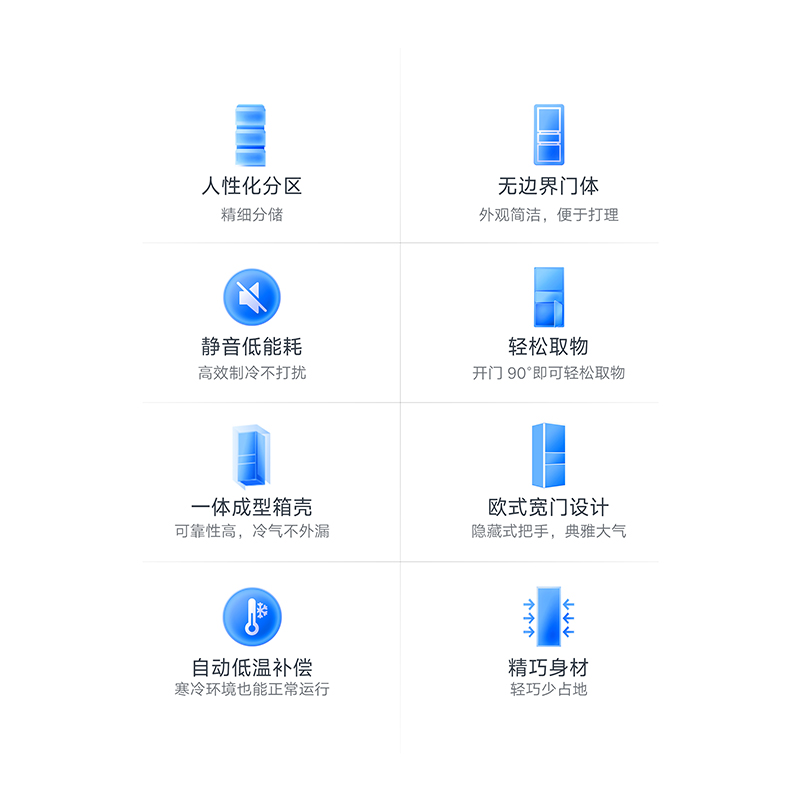 人性化分区
精细分储
无边界门体
外观简洁，便于打理
静音低能耗
高效制冷不打扰
轻松取物
开门 90°即可轻松取物
一体成型箱壳
可靠性高，冷气不外漏
欧式宽门设计
隐藏式把手，典雅大气
自动低温补偿
寒冷环境也能正常运行
精巧身材
轻巧少占地